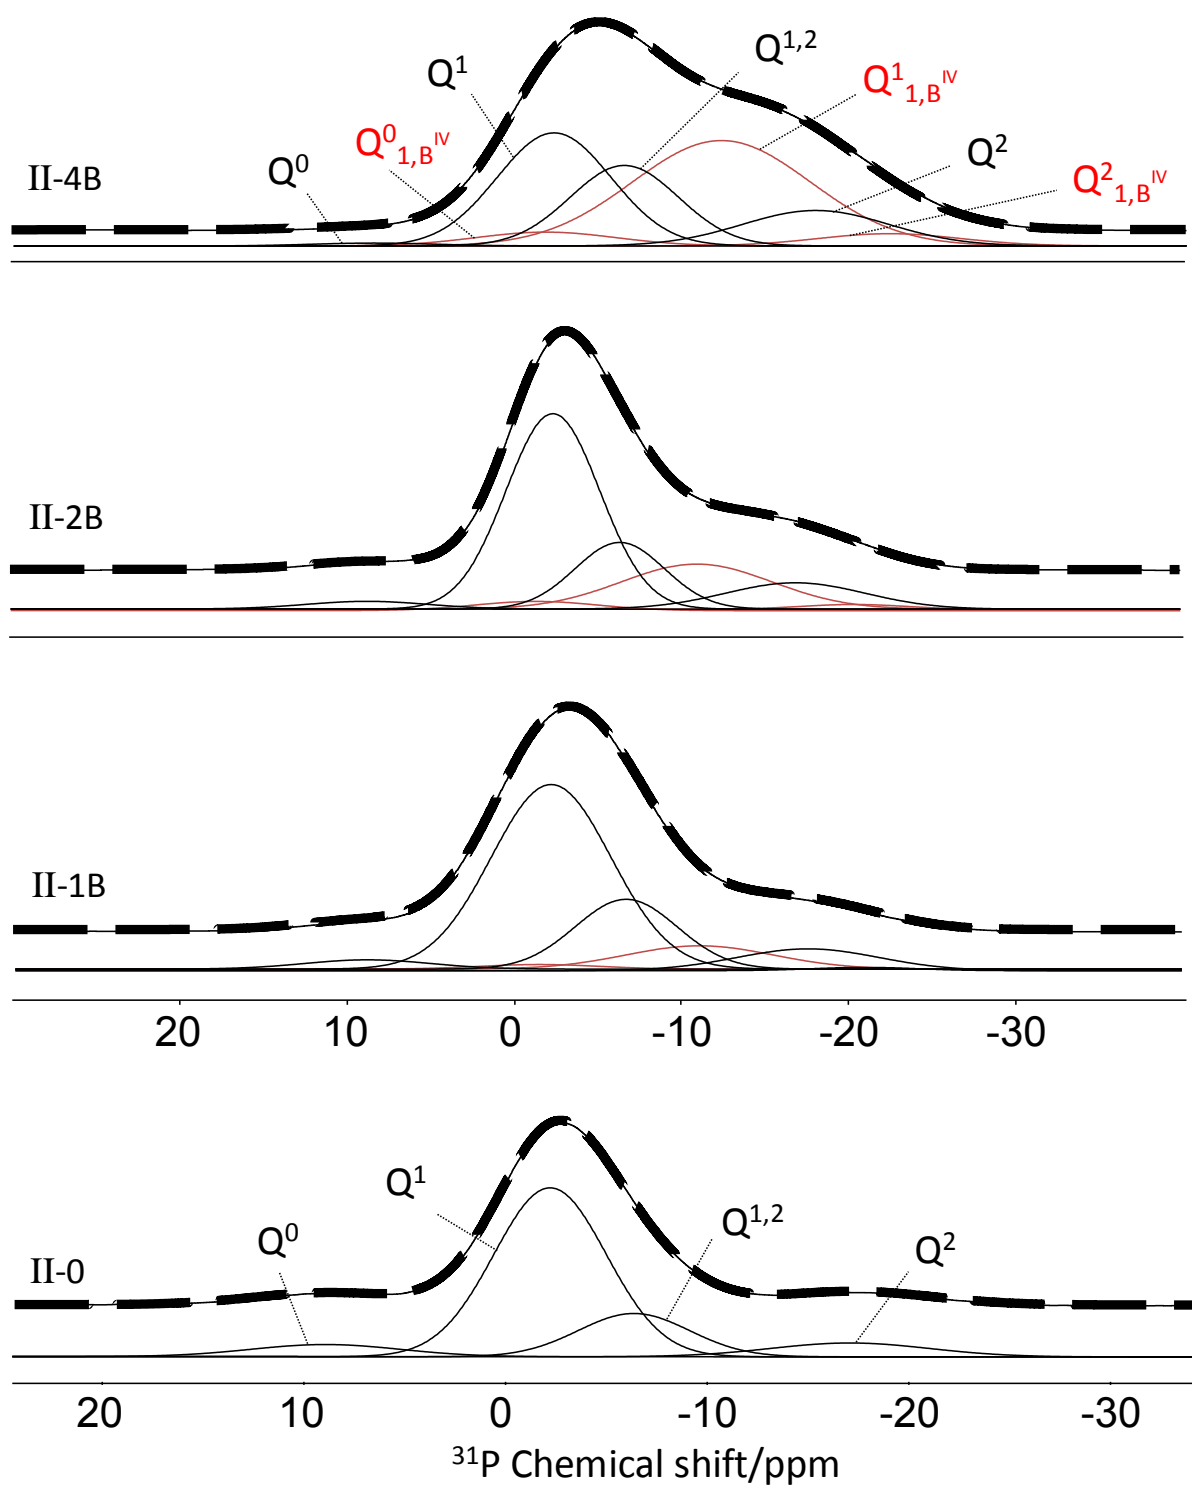 Q¹ Q¹,² Q¹₁,Bᴵⱽ
Q⁰ Q⁰₁,Bᴵⱽ Q² Q²₁,Bᴵⱽ
II-4B
II-2B
II-1B
20 10 0 -10 -20 -30
Q¹ Q¹,²
Q⁰ Q²
II-0
20 10 0 -10 -20 -30
³¹P Chemical shift/ppm